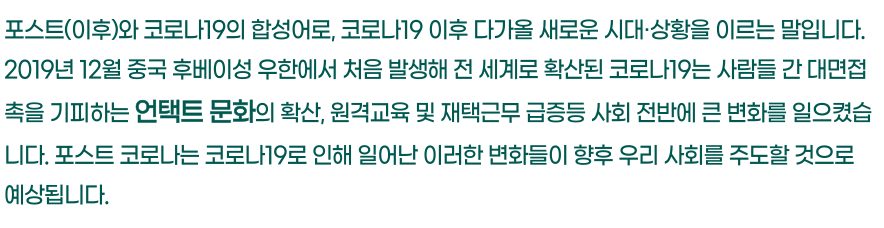 포스트(이후)와 코로나19의 합성어로, 코로나19 이후 다가올 새로운 시대·상황을 이르는 말입니다.
2019년 12월 중국 후베이성 우한에서 처음 발생해 전 세계로 확산된 코로나19는 사람들 간 대면접
촉을 기피하는 언택트 문화의 확산, 원격교육 및 재택근무 급증등 사회 전반에 큰 변화를 일으켰습
니다. 포스트 코로나는 코로나19로 인해 일어난 이러한 변화들이 향후 우리 사회를 주도할 것으로
예상됩니다.